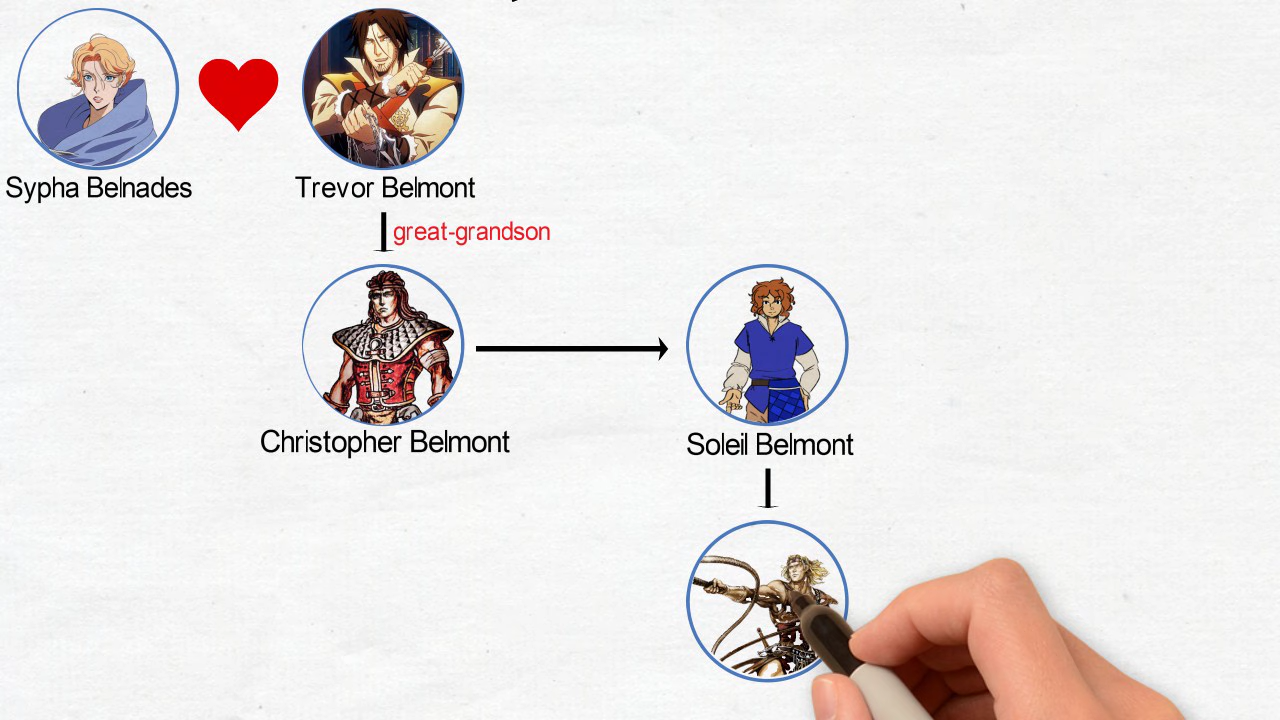 Sypha Belnades
Trevor Belmont
great-grandson
Christopher Belmont
Soleil Belmont